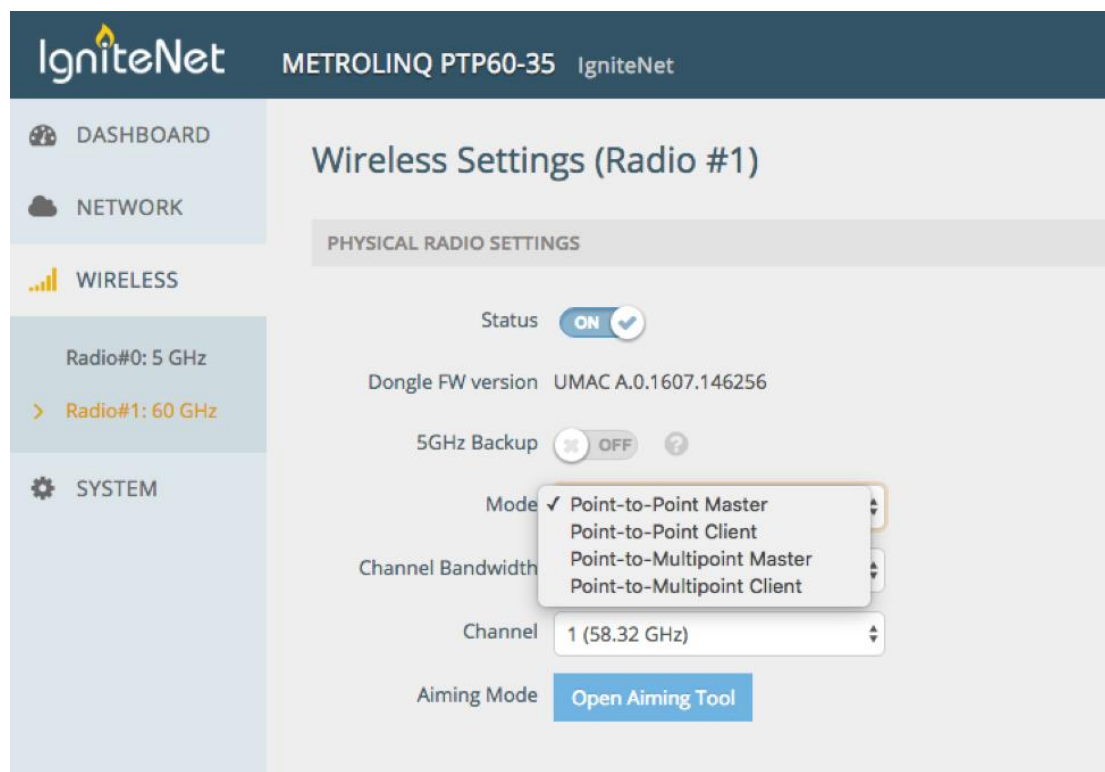 IgniteNet
METROLINQ PTP60-35 IgniteNet
DASHBOARD
NETWORK
WIRELESS
Radio#0: 5 GHz
Radio#1: 60 GHz
SYSTEM
Wireless Settings (Radio #1)
PHYSICAL RADIO SETTINGS
Status ON
Dongle FW version UMAC A.0.1607.146256
5GHz Backup OFF ?
Mode ✓ Point-to-Point Master
Point-to-Point Client
Point-to-Multipoint Master
Point-to-Multipoint Client
Channel Bandwidth
Channel 1 (58.32 GHz)
Aiming Mode Open Aiming Tool